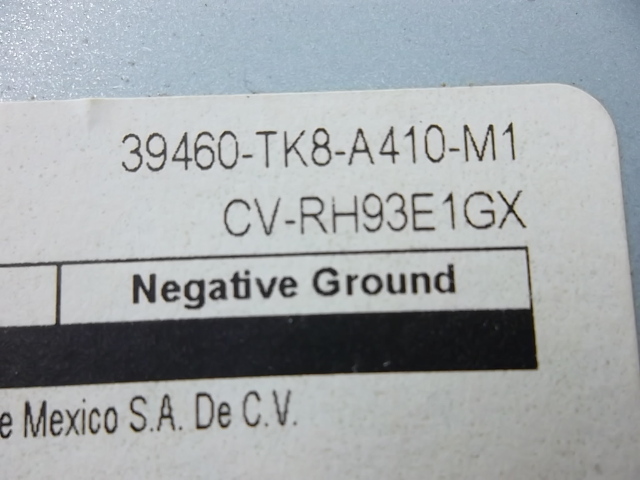 39460-TK8-A410-M1
CV-RH93E1GX
Negative Ground
e Mexico S.A. De C.V.